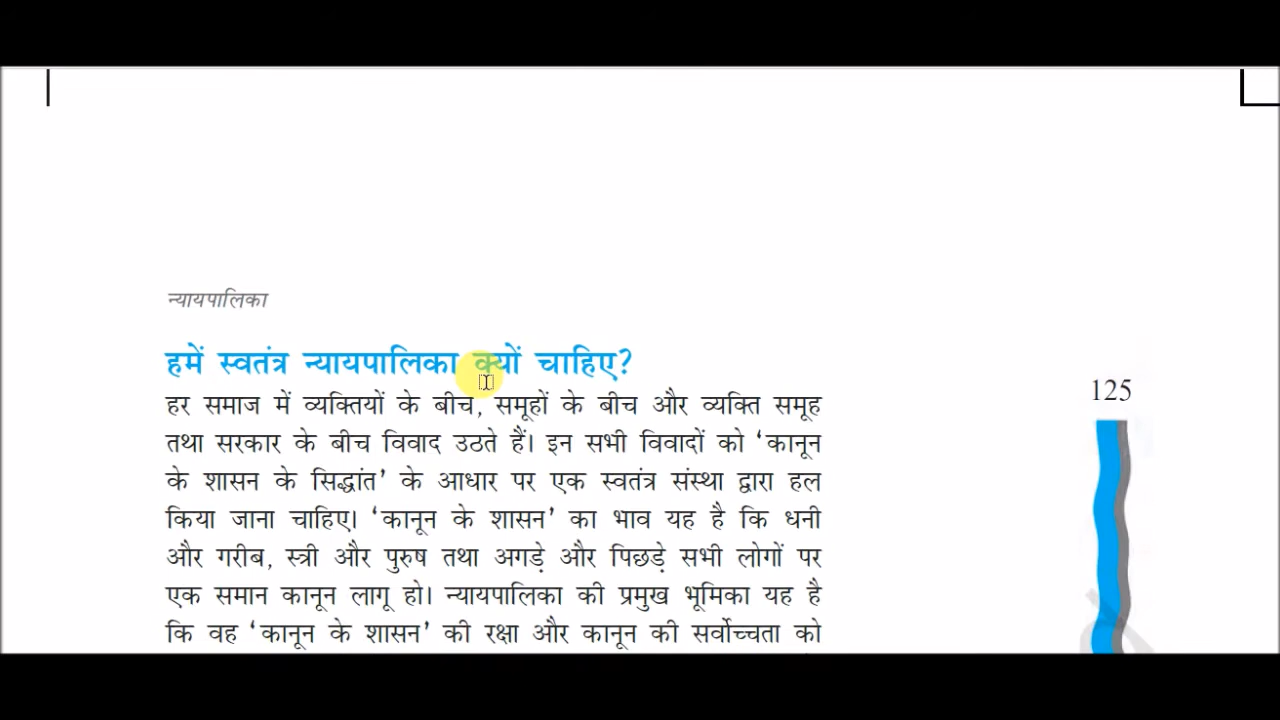 न्यायपालिका
हमें स्वतंत्र न्यायपालिका क्यों चाहिए?
125
हर समाज में व्यक्तियों के बीच, समूहों के बीच और व्यक्ति समूह
तथा सरकार के बीच विवाद उठते हैं। इन सभी विवादों को ‘कानून
के शासन के सिद्धांत’ के आधार पर एक स्वतंत्र संस्था द्वारा हल
किया जाना चाहिए। ‘कानून के शासन’ का भाव यह है कि धनी
और गरीब, स्त्री और पुरुष तथा अगड़े और पिछड़े सभी लोगों पर
एक समान कानून लागू हो। न्यायपालिका की प्रमुख भूमिका यह है
कि वह ‘कानून के शासन’ की रक्षा और कानून की सर्वोच्चता को